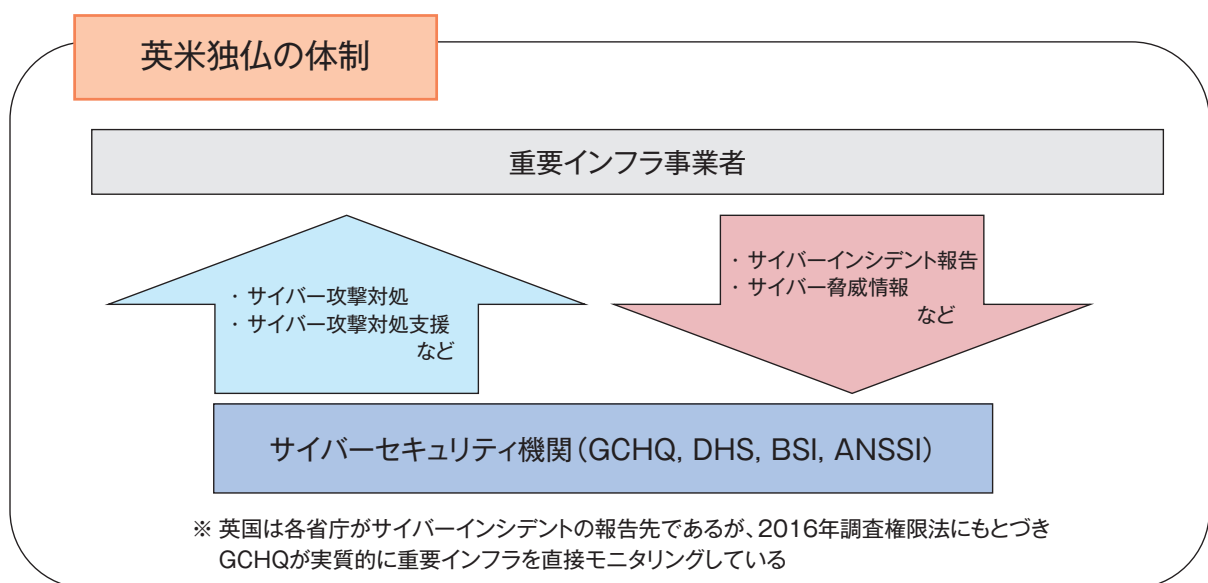 英米独仏の体制
重要インフラ事業者
・サイバー攻撃対処
・サイバー攻撃対処支援
など
・サイバーインシデント報告
・サイバー脅威情報
など
サイバーセキュリティ機関（GCHQ, DHS, BSI, ANSSI）
※ 英国は各省庁がサイバーインシデントの報告先であるが、2016年調査権限法にもとづき
GCHQが実質的に重要インフラを直接モニタリングしている